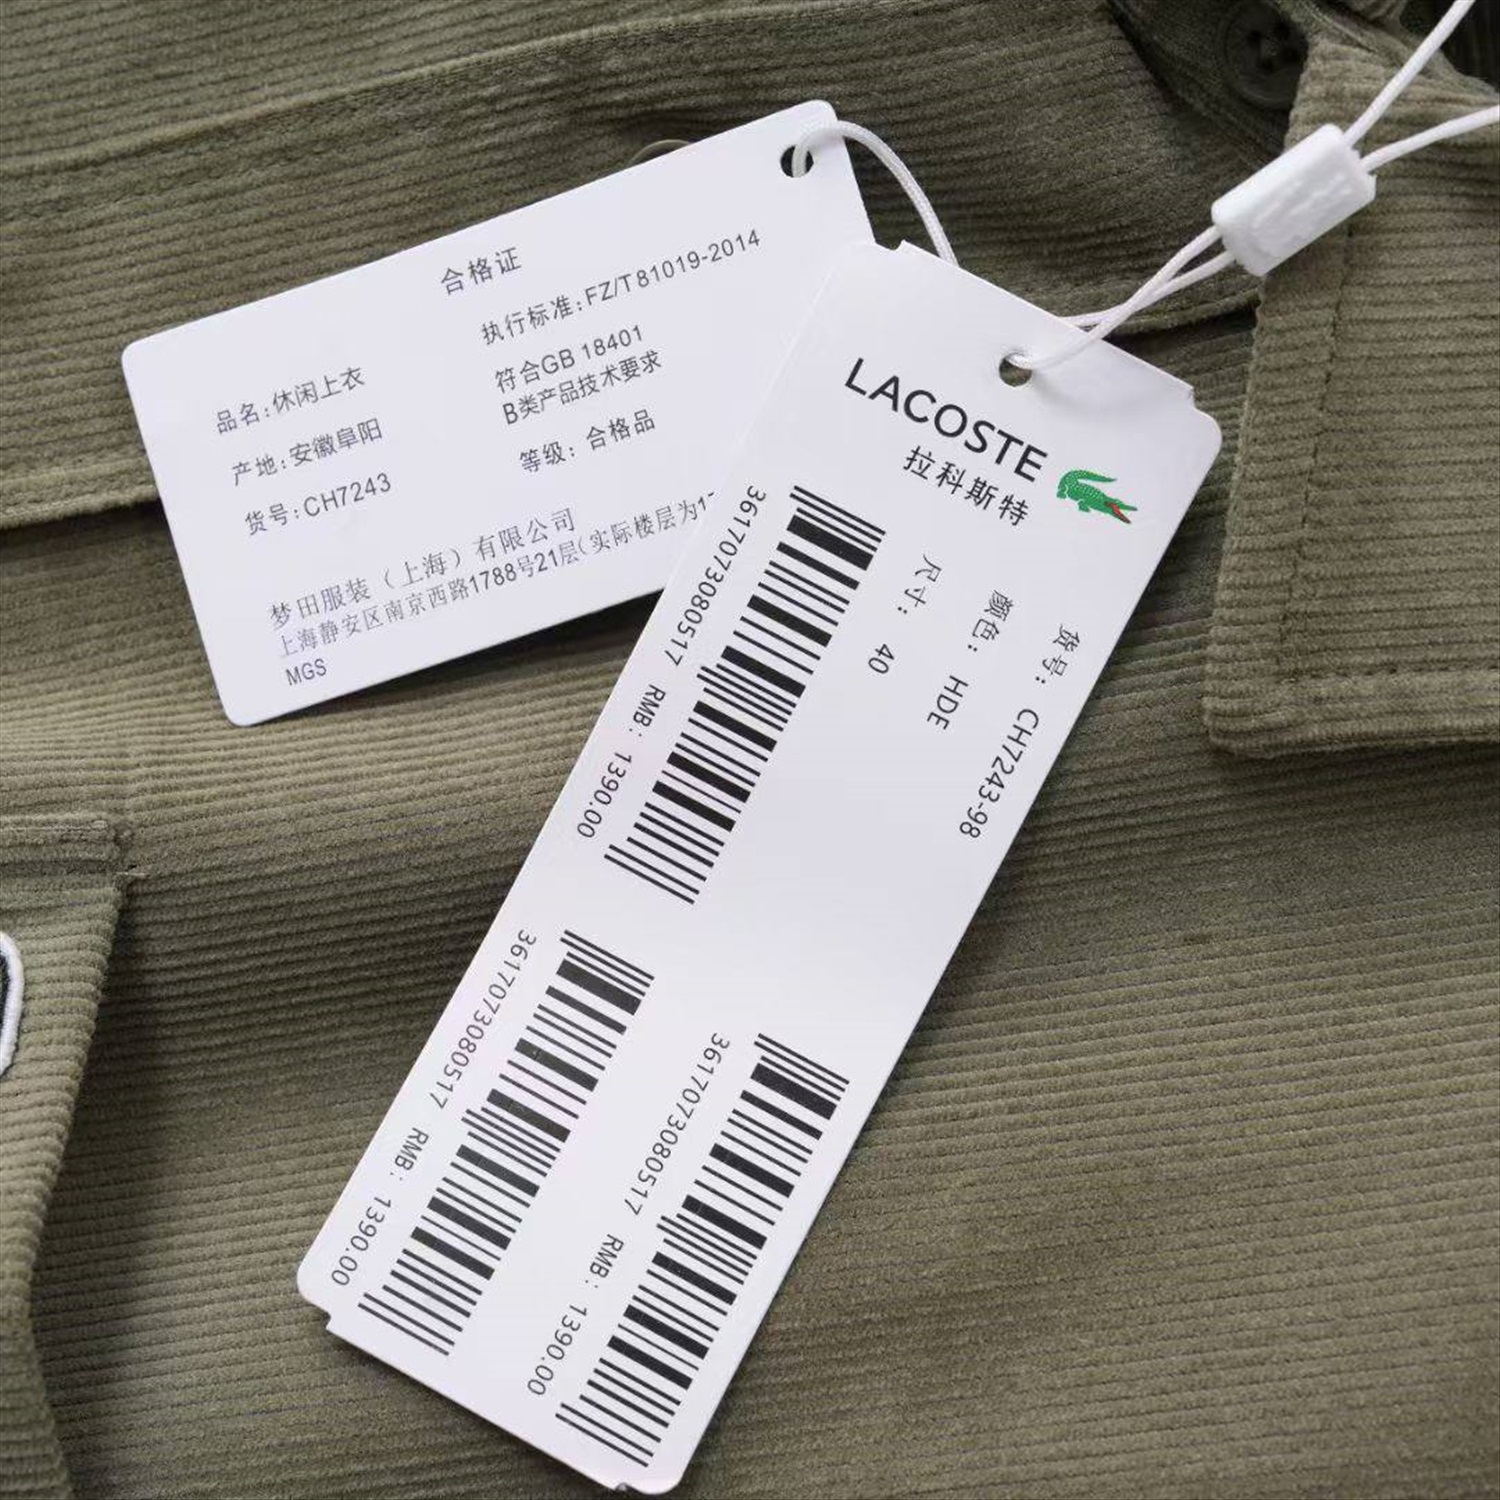 合格证
品名:休闲上衣
产地:安徽阜阳
货号:CH7243
执行标准:FZ/T 81019-2014
符合GB 18401
B类产品技术要求
等级: 合格品
梦田服装（上海）有限公司
上海静安区南京西路1788号21层(实际楼层为
MGS
LACOSTE
拉科斯特
货号: CH7243-98
颜色: HDE
尺寸: 40
3617073080517 RMB: 1390.00
3617073080517 RMB: 1390.00
3617073080517 RMB: 1390.00